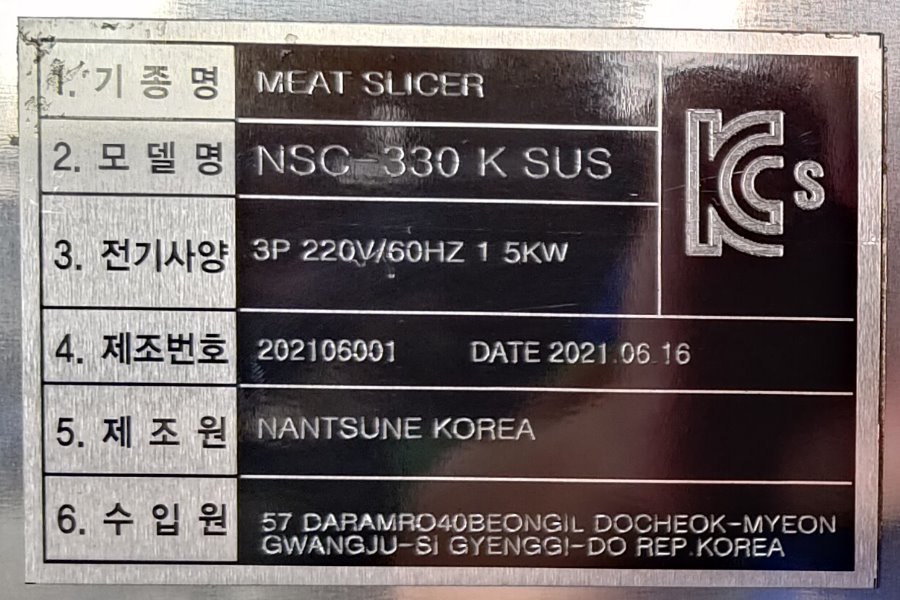 1. 기종명 MEAT SLICER
2. 모델명 NSC-330 K SUS
3. 전기사양 3P 220V/60HZ 1 5KW
KCs
4. 제조번호 202106001 DATE 2021.06.16
5. 제조원 NANTSUNE KOREA
6. 수입원 57 DARAMRO40BEONGIL DOCHEOK-MYEON
GWANGJU-SI GYENGGI-DO REP.KOREA